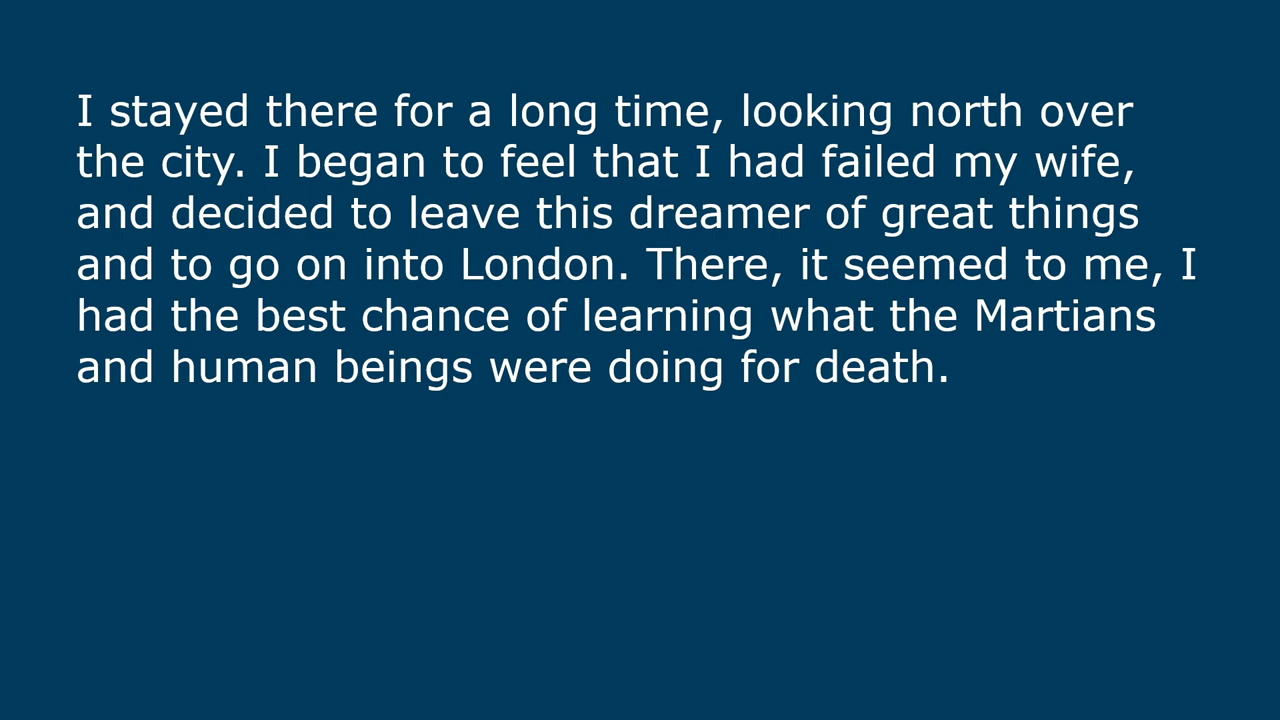 I stayed there for a long time, looking north over
the city. I began to feel that I had failed my wife,
and decided to leave this dreamer of great things
and to go on into London. There, it seemed to me, I
had the best chance of learning what the Martians
and human beings were doing for death.